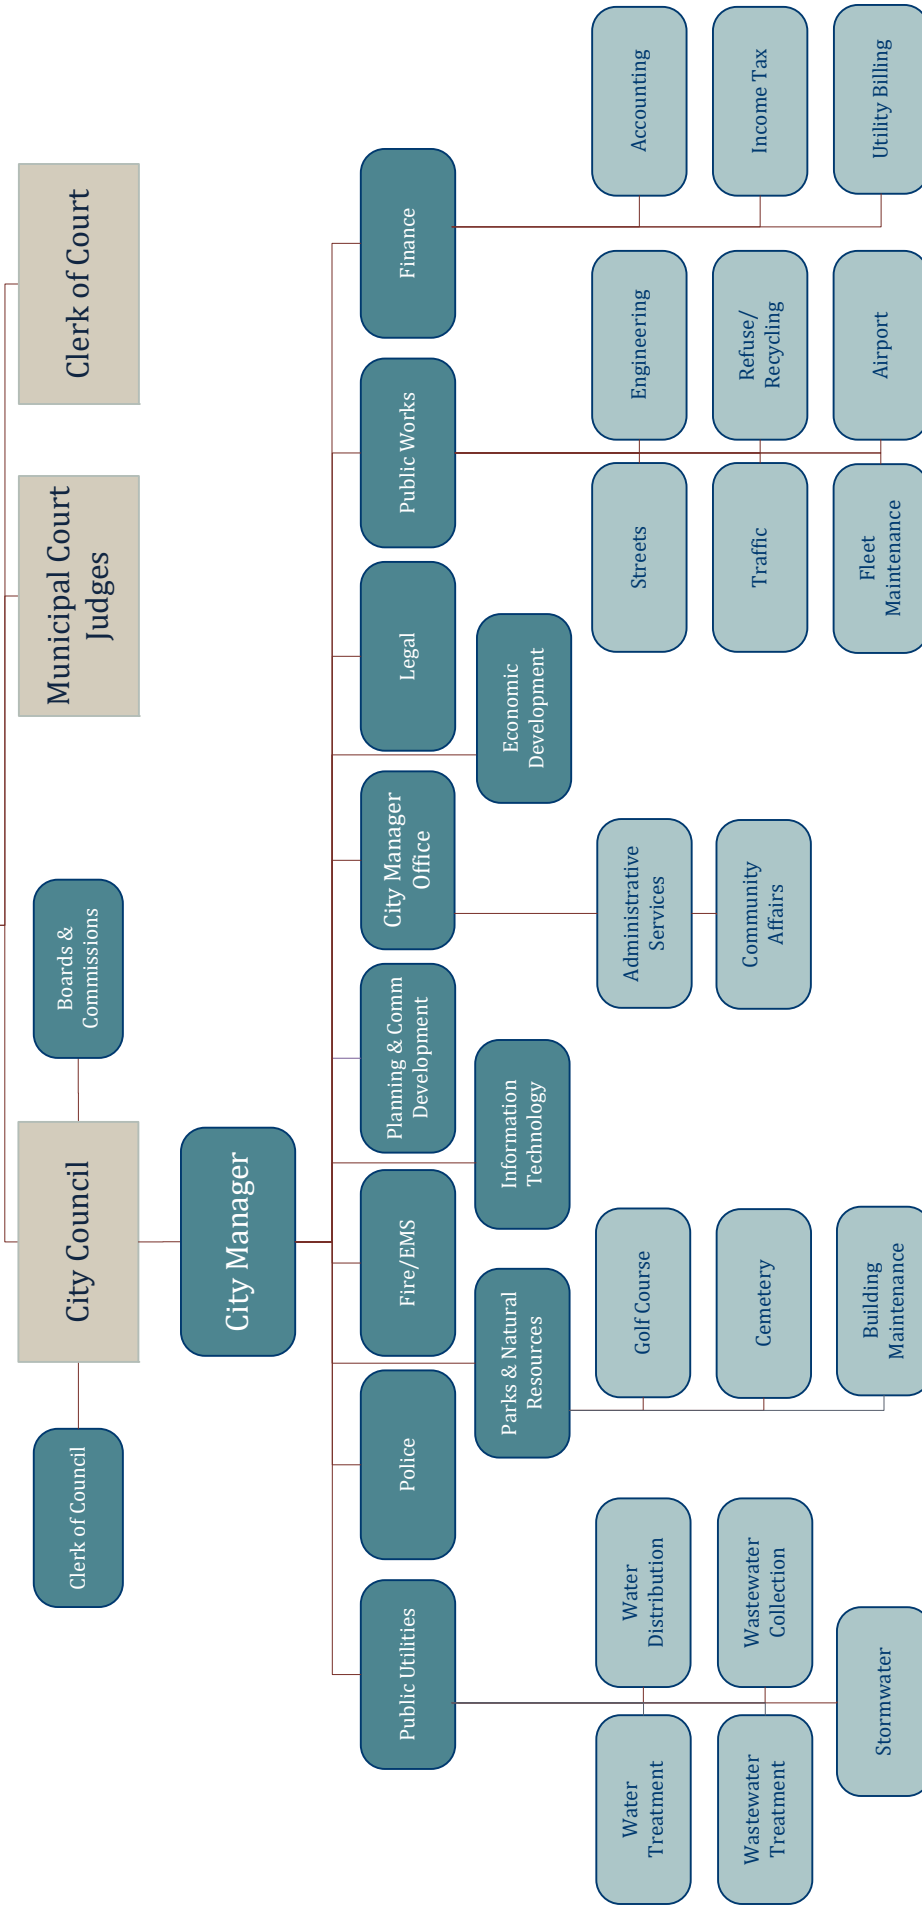 Clerk of Council
City Council
Boards &
Commissions
Municipal Court
Judges
Clerk of Court
City Manager
Public Utilities
Police
Fire/EMS
Planning & Comm
Development
City Manager
Office
Legal
Public Works
Finance
Parks & Natural
Resources
Information
Technology
Economic
Development
Water
Treatment
Water
Distribution
Golf Course
Administrative
Services
Streets
Engineering
Accounting
Wastewater
Treatment
Wastewater
Collection
Cemetery
Community
Affairs
Traffic
Refuse/
Recycling
Income Tax
Stormwater
Building
Maintenance
Fleet
Maintenance
Airport
Utility Billing